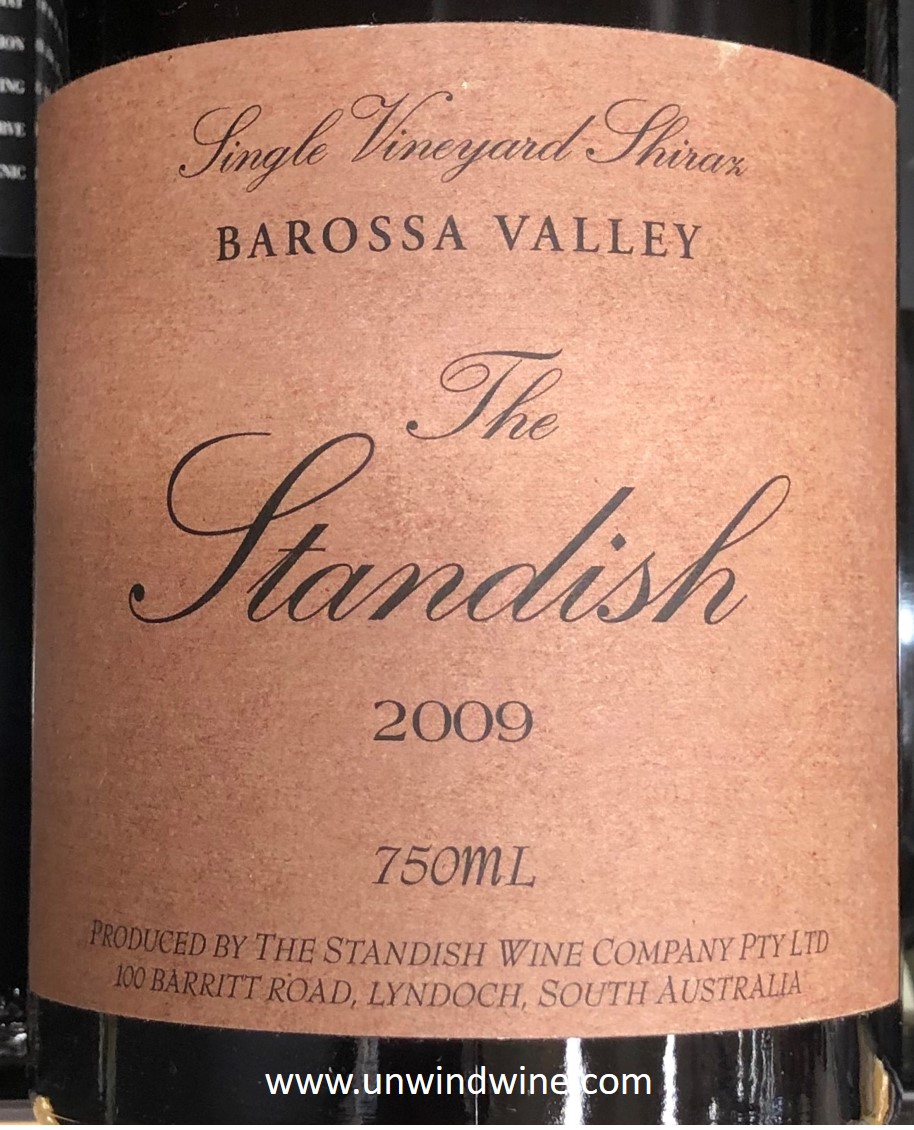 Single Vineyard Shiraz
BAROSSA VALLEY
The
Standish
2009
750mL
PRODUCED BY THE STANDISH WINE COMPANY PTY LTD
100 BARRITT ROAD, LYNDOCH, SOUTH AUSTRALIA
www.unwindwine.com